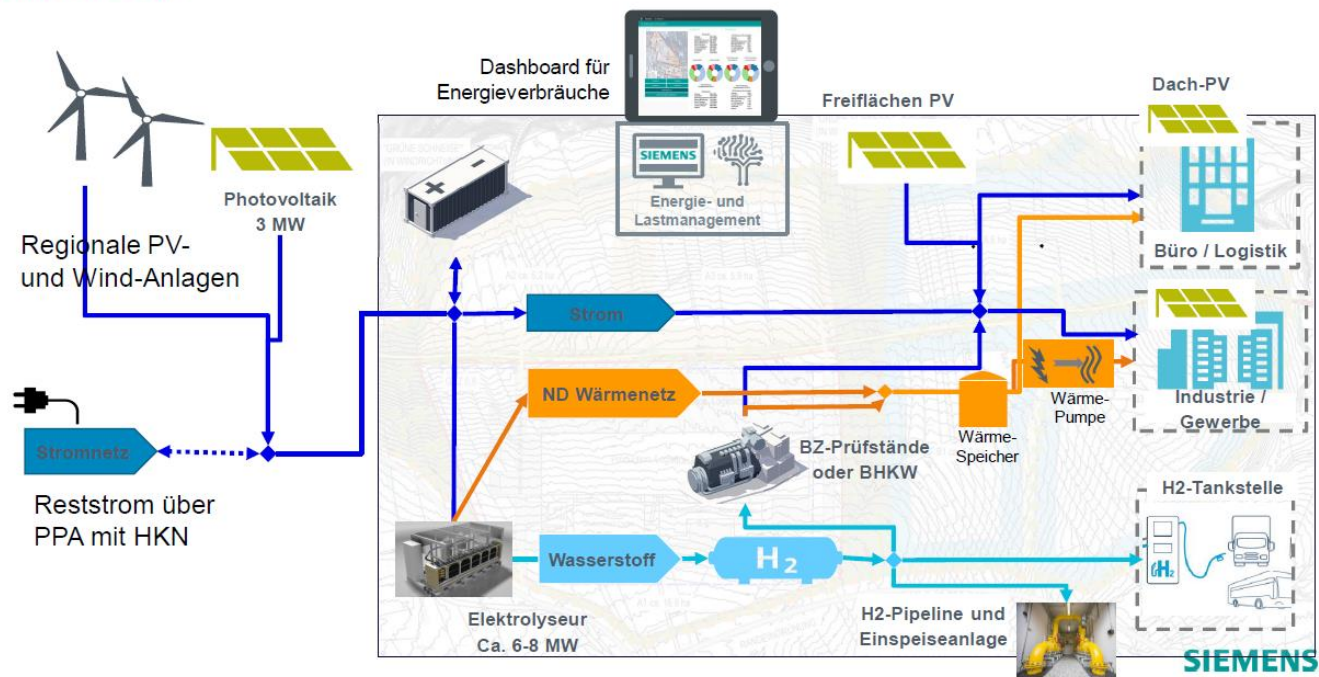 Dashboard für
Energieverbräuche
Freiflächen PV
Dach-PV
SIEMENS
Energie- und
Lastmanagement
Photovoltaik
3 MW
Regionale PV-
und Wind-Anlagen
Büro / Logistik
Strom
ND Wärmenetz
Wärme-
Speicher
Wärme-
Pumpe
Industrie /
Gewerbe
Stromnetz
Reststrom über
PPA mit HKN
BZ-Prüfstände
oder BHKW
H2-Tankstelle
Wasserstoff
H₂
H2
Elektrolyseur
Ca. 6-8 MW
H2-Pipeline und
Einspeiseanlage
SIEMENS